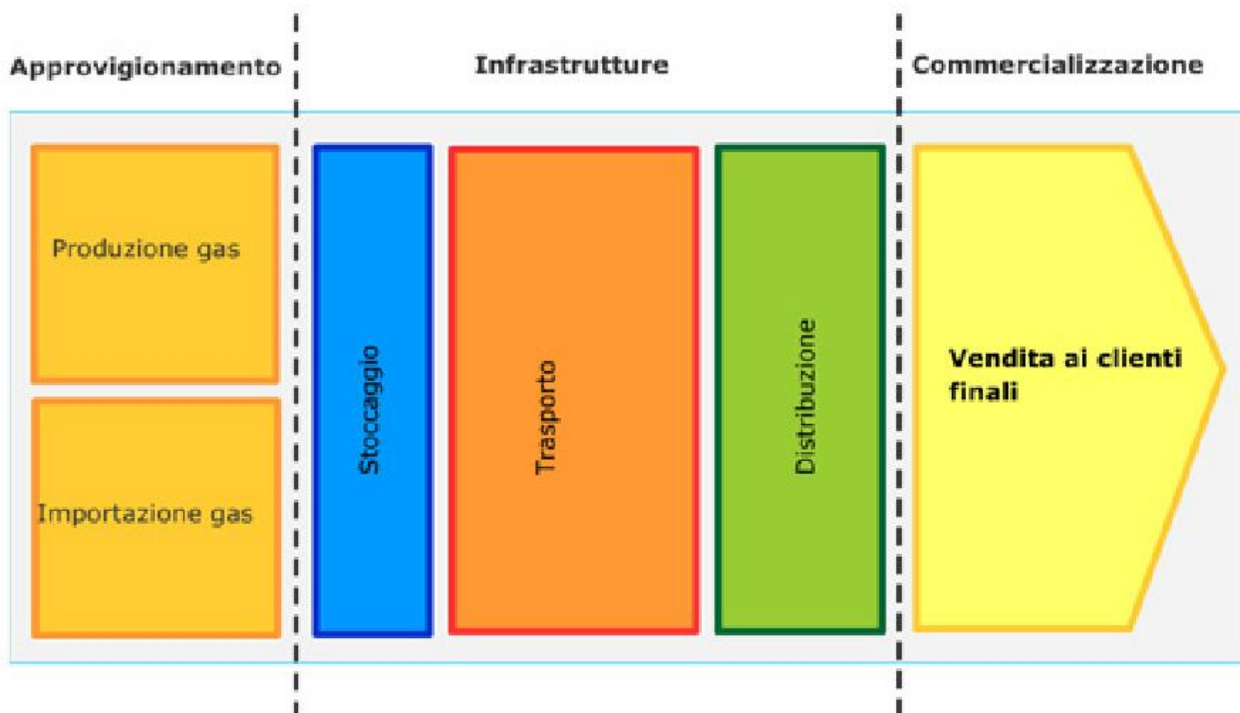 Approvigionamento
Infrastrutture
Commercializzazione
Produzione gas
Importazione gas
Stoccaggio
Trasporto
Distribuzione
Vendita ai clienti
finali